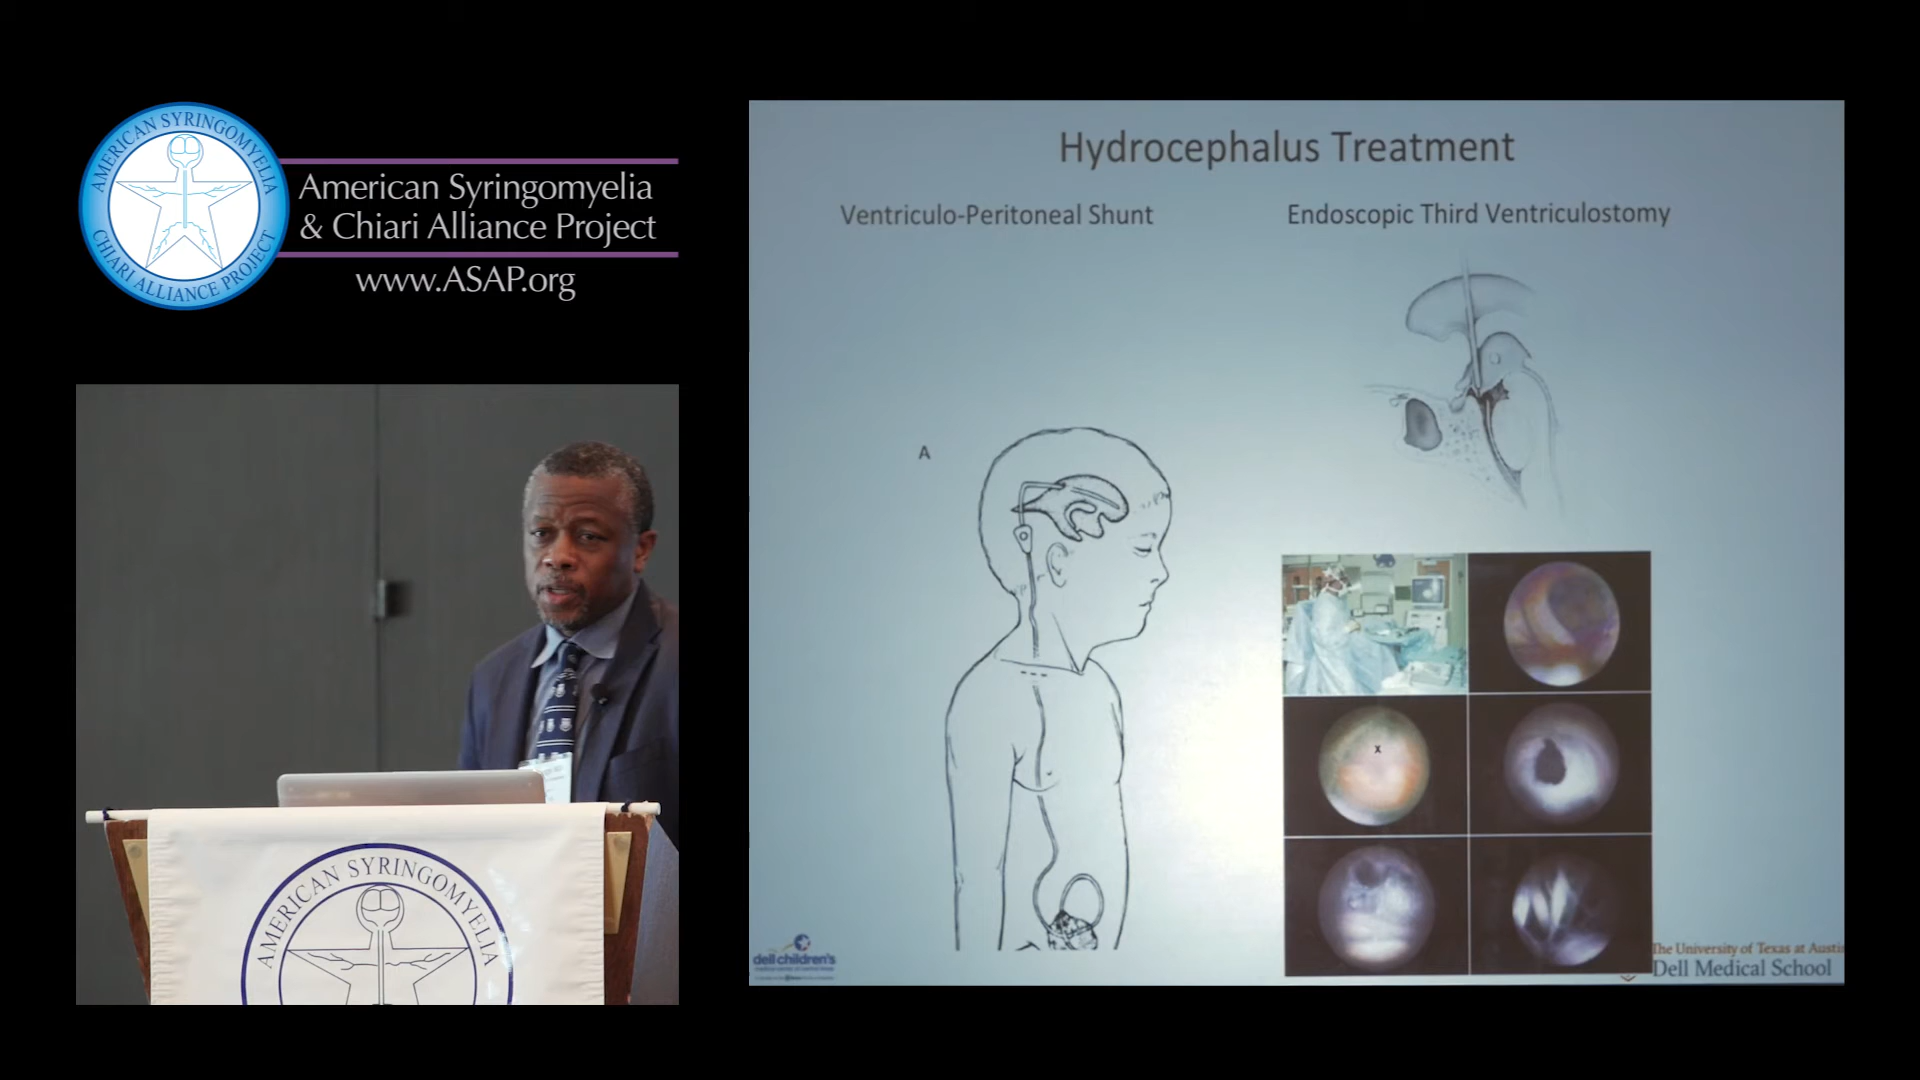 AMERICAN SYRINGOMYELIA
CHIARI ALLIANCE PROJECT
American Syringomyelia
& Chiari Alliance Project
www.ASAP.org
Hydrocephalus Treatment
Ventriculo-Peritoneal Shunt
Endoscopic Third Ventriculostomy
A
X
dell children's
The University of Texas at Austi
Dell Medical School
AMERICAN SYRINGOMYELIA